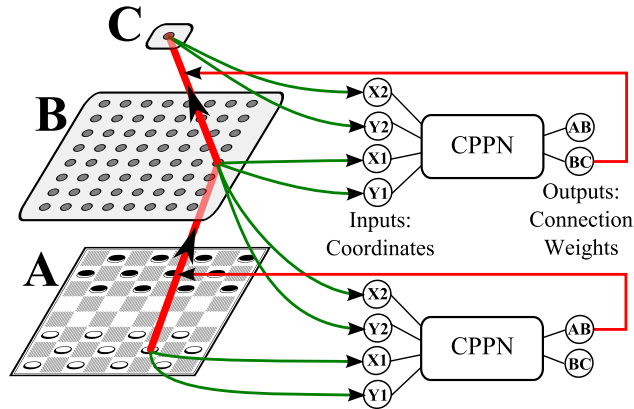 C
B
A
X2
Y2
X1
Y1
CPPN
AB
BC
Inputs:
Coordinates
Outputs:
Connection
Weights
X2
Y2
X1
Y1
CPPN
AB
BC